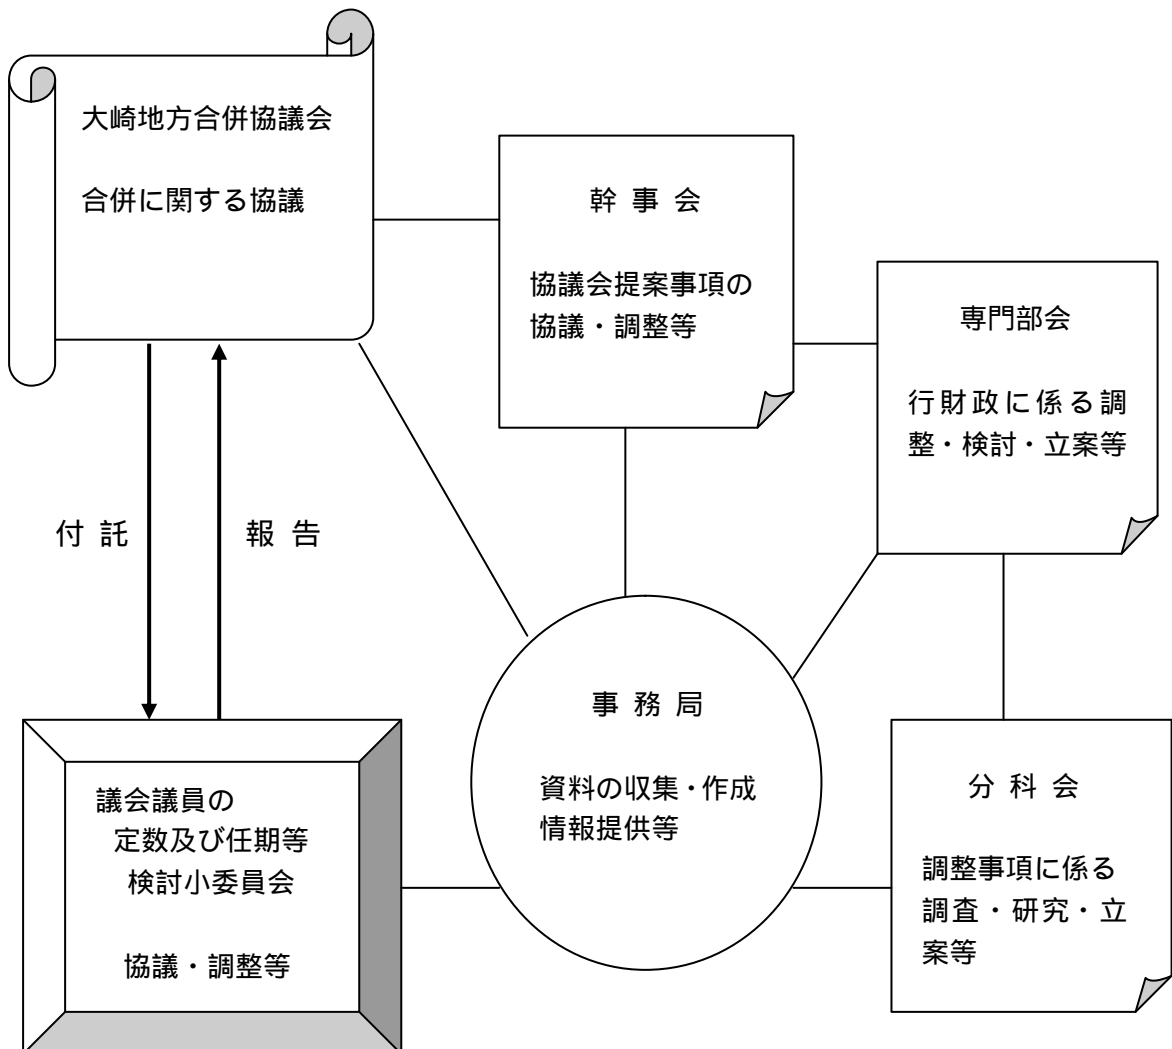 大崎地方合併協議会
合併に関する協議
幹 事 会
協議会提案事項の
協議・調整等
専門部会
行財政に係る調
整・検討・立案等
付 託
報 告
事 務 局
資料の収集・作成
情報提供等
議会議員の
定数及び任期等
検討小委員会
協議・調整等
分 科 会
調整事項に係る
調査・研究・立
案等